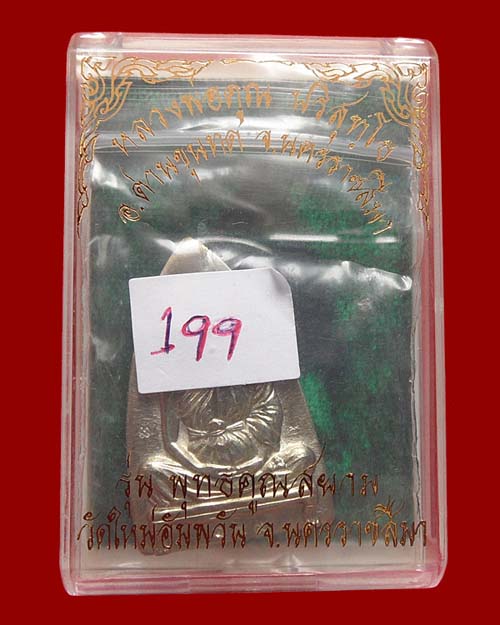 หลวงพ่อคูณ ปริสุทฺโธ
อ.ด่านขุนทด จ.นครราชสีมา
199
รุ่น พุทธคูณสยาม
วัดใหม่อัมพวัน จ.นครราชสีมา